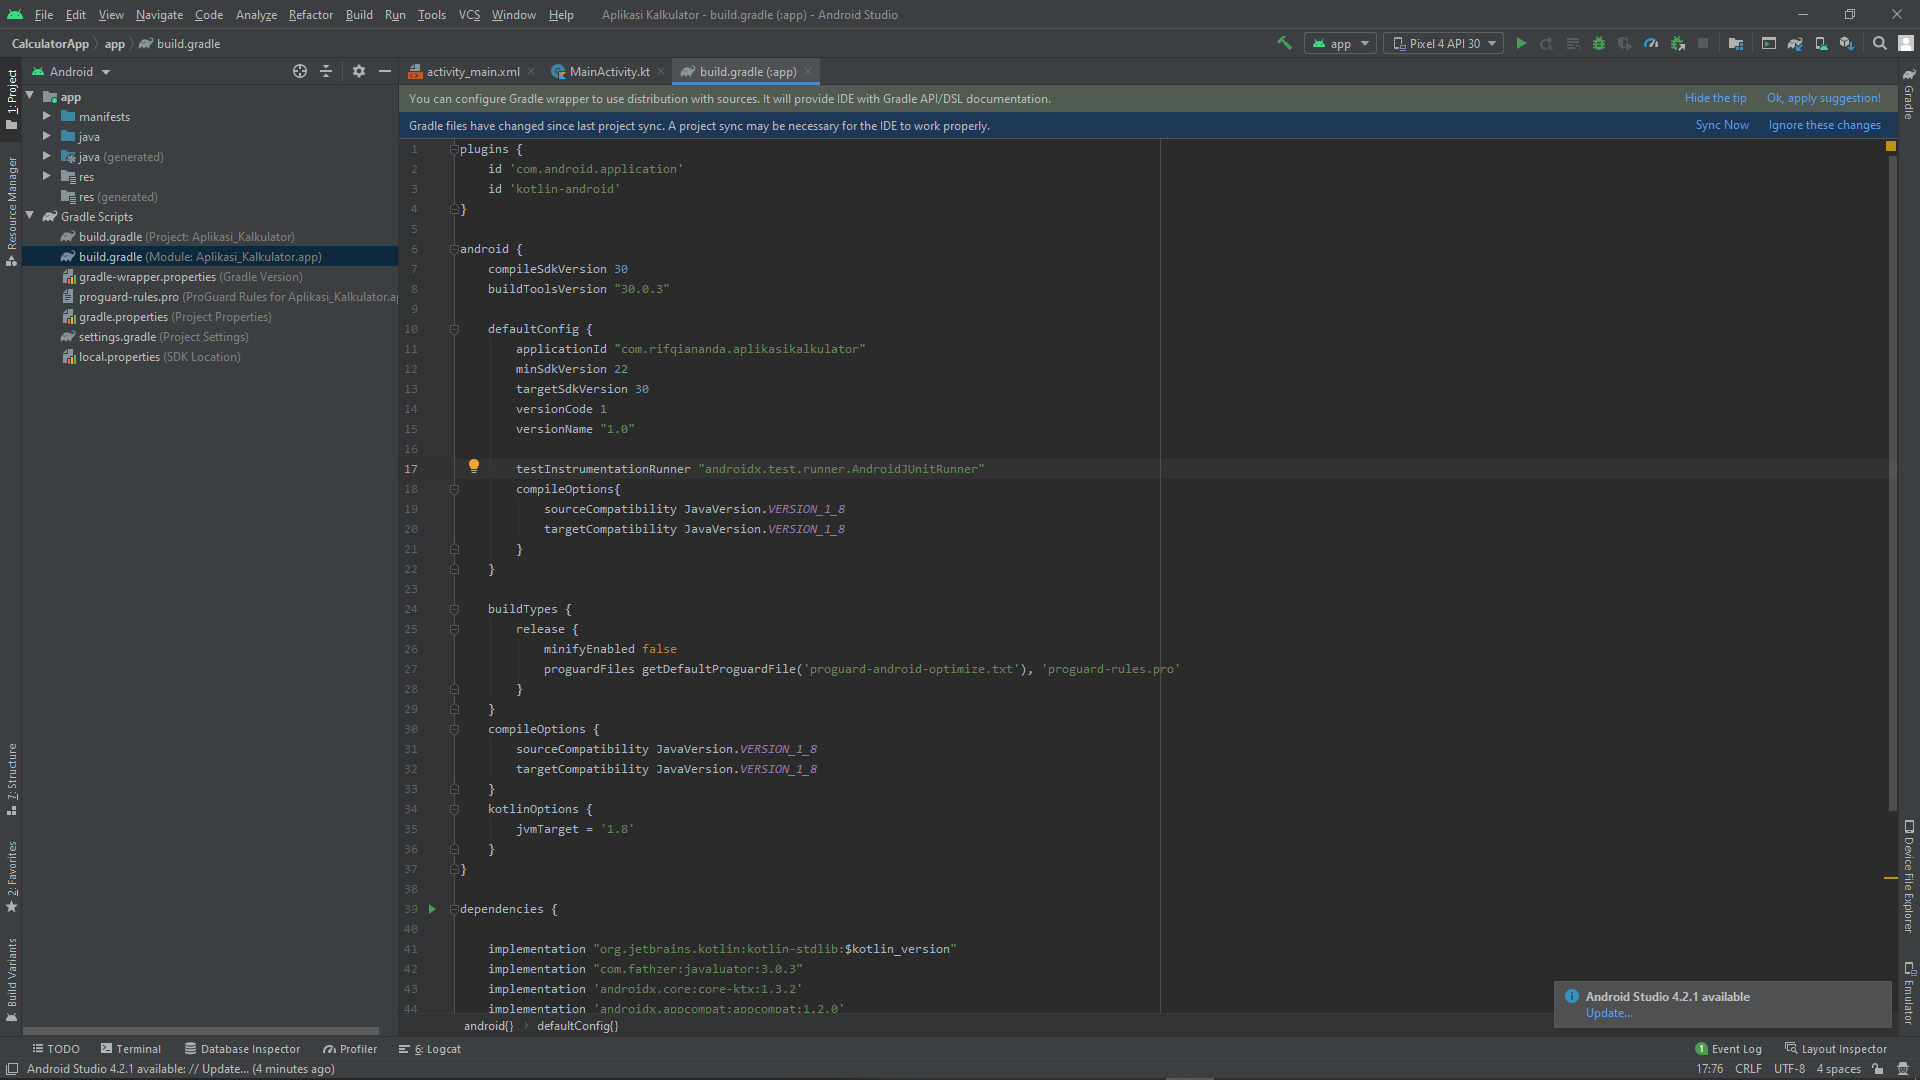 File Edit View Navigate Code Analyze Refactor Build Run Tools VCS Window Help Aplikasi Kalkulator - build.gradle (:app) - Android Studio
CalculatorApp app build.gradle app Pixel 4 API 30
Android activity_main.xml MainActivity.kt build.gradle (:app)
You can configure Gradle wrapper to use distribution with sources. It will provide IDE with Gradle API/DSL documentation. Hide the tip Ok, apply suggestion!
Gradle files have changed since last project sync. A project sync may be necessary for the IDE to work properly. Sync Now Ignore these changes
1: Project
Resource Manager
7: Structure
2: Favorites
Build Variants
app
manifests
java
java (generated)
res
res (generated)
Gradle Scripts
build.gradle (Project: Aplikasi_Kalkulator)
build.gradle (Module: Aplikasi_Kalkulator.app)
gradle-wrapper.properties (Gradle Version)
proguard-rules.pro (ProGuard Rules for Aplikasi_Kalkulator.ap
gradle.properties (Project Properties)
settings.gradle (Project Settings)
local.properties (SDK Location)
1 plugins {
2 id 'com.android.application'
3 id 'kotlin-android'
4 }
5
6 android {
7 compileSdkVersion 30
8 buildToolsVersion "30.0.3"
9
10 defaultConfig {
11 applicationId "com.rifqiananda.aplikasikalkulator"
12 minSdkVersion 22
13 targetSdkVersion 30
14 versionCode 1
15 versionName "1.0"
16
17 testInstrumentationRunner "androidx.test.runner.AndroidJUnitRunner"
18 compileOptions{
19 sourceCompatibility JavaVersion.VERSION_1_8
20 targetCompatibility JavaVersion.VERSION_1_8
21 }
22 }
23
24 buildTypes {
25 release {
26 minifyEnabled false
27 proguardFiles getDefaultProguardFile('proguard-android-optimize.txt'), 'proguard-rules.pro'
28 }
29 }
30 compileOptions {
31 sourceCompatibility JavaVersion.VERSION_1_8
32 targetCompatibility JavaVersion.VERSION_1_8
33 }
34 kotlinOptions {
35 jvmTarget = '1.8'
36 }
37 }
38
39 dependencies {
40
41 implementation "org.jetbrains.kotlin:kotlin-stdlib:$kotlin_version"
42 implementation "com.fathzer:javaluator:3.0.3"
43 implementation 'androidx.core:core-ktx:1.3.2'
44 implementation 'androidx.appcompat:appcompat:1.2.0'
android{} defaultConfig{}
Gradle
Device File Explorer
Emulator
Android Studio 4.2.1 available
Update...
TODO Terminal Database Inspector Profiler 6: Logcat 1 Event Log Layout Inspector
Android Studio 4.2.1 available: // Update... (4 minutes ago) 17:76 CRLF UTF-8 4 spaces